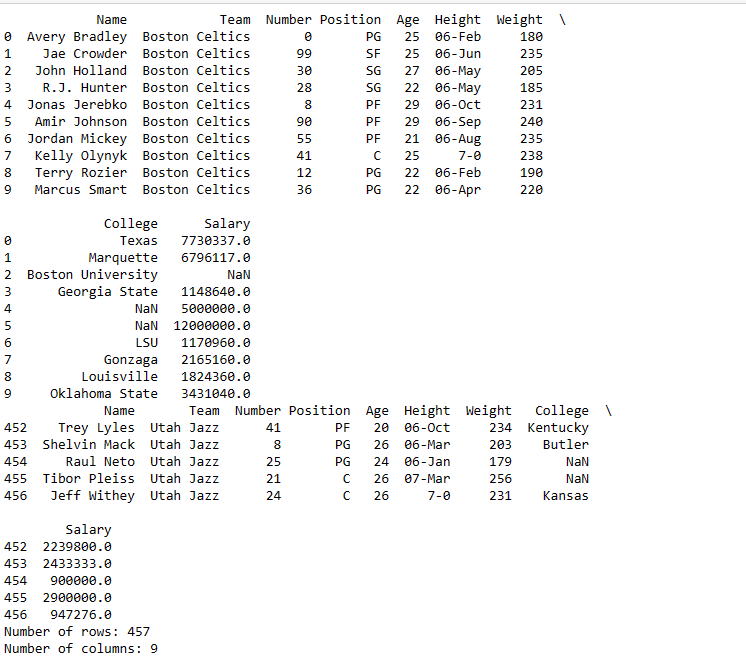 Name            Team  Number Position  Age  Height  Weight  \
0  Avery Bradley  Boston Celtics       0       PG   25  06-Feb     180
1    Jae Crowder  Boston Celtics      99       SF   25  06-Jun     235
2   John Holland  Boston Celtics      30       SG   27  06-May     205
3    R.J. Hunter  Boston Celtics      28       SG   22  06-May     185
4  Jonas Jerebko  Boston Celtics       8       PF   29  06-Oct     231
5   Amir Johnson  Boston Celtics      90       PF   29  06-Sep     240
6  Jordan Mickey  Boston Celtics      55       PF   21  06-Aug     235
7   Kelly Olynyk  Boston Celtics      41        C   25     7-0     238
8   Terry Rozier  Boston Celtics      12       PG   22  06-Feb     190
9   Marcus Smart  Boston Celtics      36       PG   22  06-Apr     220

             College      Salary
0              Texas   7730337.0
1          Marquette   6796117.0
2  Boston University         NaN
3      Georgia State   1148640.0
4                NaN   5000000.0
5                NaN  12000000.0
6                LSU   1170960.0
7            Gonzaga   2165160.0
8         Louisville   1824360.0
9     Oklahoma State   3431040.0
             Name       Team  Number Position  Age  Height  Weight   College  \
452    Trey Lyles  Utah Jazz      41       PF   20  06-Oct     234  Kentucky
453  Shelvin Mack  Utah Jazz       8       PG   26  06-Mar     203    Butler
454     Raul Neto  Utah Jazz      25       PG   24  06-Jan     179       NaN
455  Tibor Pleiss  Utah Jazz      21        C   26  07-Mar     256       NaN
456   Jeff Withey  Utah Jazz      24        C   26     7-0     231    Kansas

        Salary
452  2239800.0
453  2433333.0
454   900000.0
455  2900000.0
456   947276.0
Number of rows: 457
Number of columns: 9